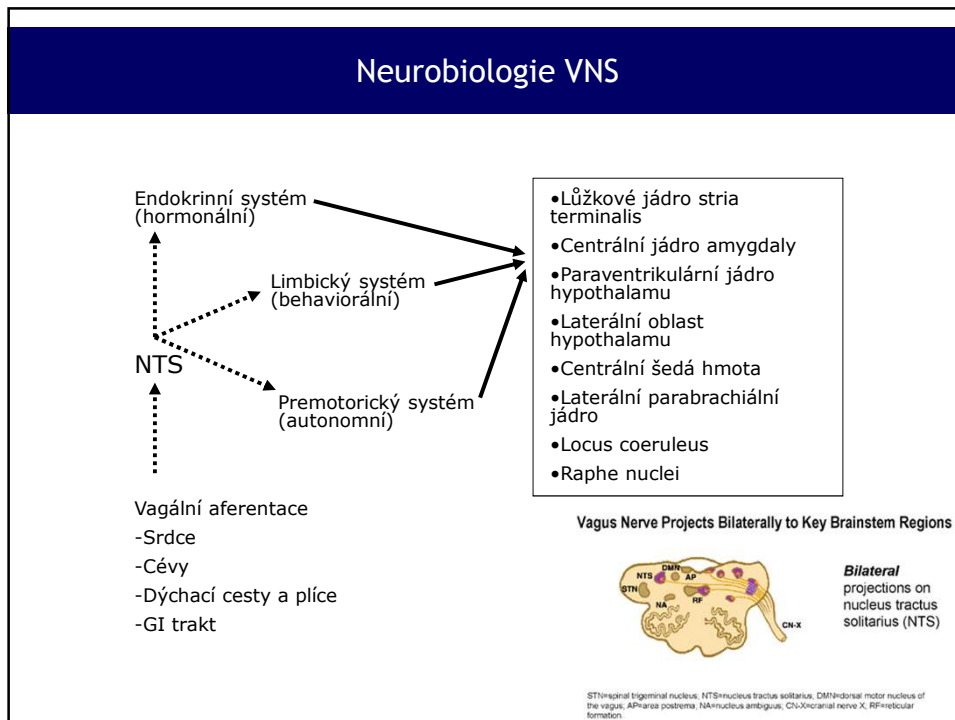 Neurobiologie VNS
Endokrinní systém
(hormonální)
Limbický systém
(behaviorální)
NTS
Premotorický systém
(autonomní)
Vagální aferentace
-Srdce
-Cévy
-Dýchací cesty a plíce
-GI trakt
•Lůžkové jádro stria
terminalis
•Centrální jádro amygdaly
•Paraventrikulární jádro
hypothalamu
•Laterální oblast
hypothalamu
•Centrální šedá hmota
•Laterální parabrachiální
jádro
•Locus coeruleus
•Raphe nuclei
Vagus Nerve Projects Bilaterally to Key Brainstem Regions
DMN
NTS
AP
STN
RF
NA
CN-X
Bilateral
projections on
nucleus tractus
solitarius (NTS)
STN=spinal trigeminal nucleus; NTS=nucleus tractus solitarius; DMN=dorsal motor nucleus of
the vagus; AP=area postrema; NA=nucleus ambiguus; CN-X=cranial nerve X; RF=reticular
formation.